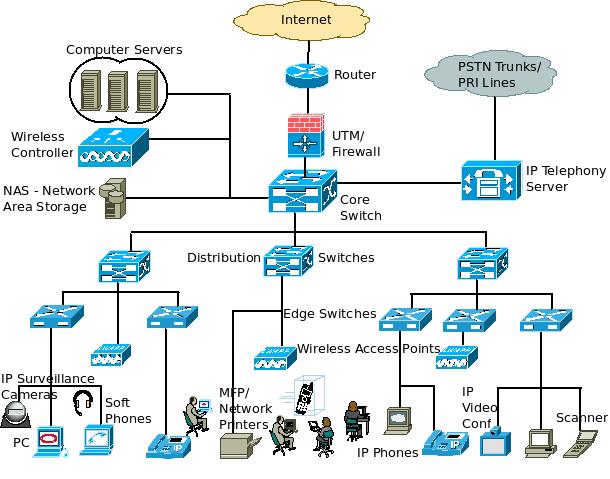 Internet
Computer Servers
Router
PSTN Trunks/
PRI Lines
Wireless
Controller
UTM/
Firewall
NAS - Network
Area Storage
IP Telephony
Server
Core
Switch
Distribution
Switches
Edge Switches
Wireless Access Points
IP Surveillance
Cameras
Soft
Phones
MFP/
Network
Printers
IP
Video
Conf
Scanner
PC
IP Phones
IP
IP